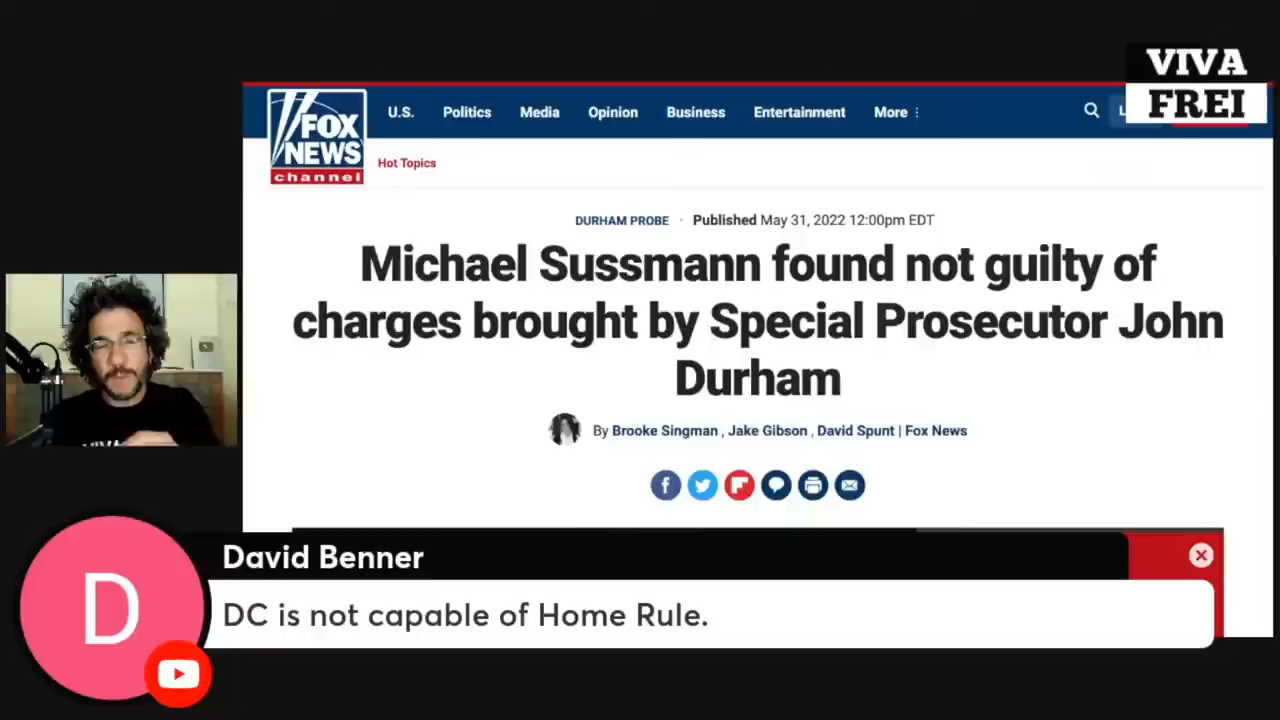 VIVA
FREI
FOX
NEWS
channel
U.S. Politics Media Opinion Business Entertainment More
Hot Topics
DURHAM PROBE · Published May 31, 2022 12:00pm EDT
Michael Sussmann found not guilty of
charges brought by Special Prosecutor John
Durham
By Brooke Singman , Jake Gibson , David Spunt | Fox News
D
David Benner
DC is not capable of Home Rule.